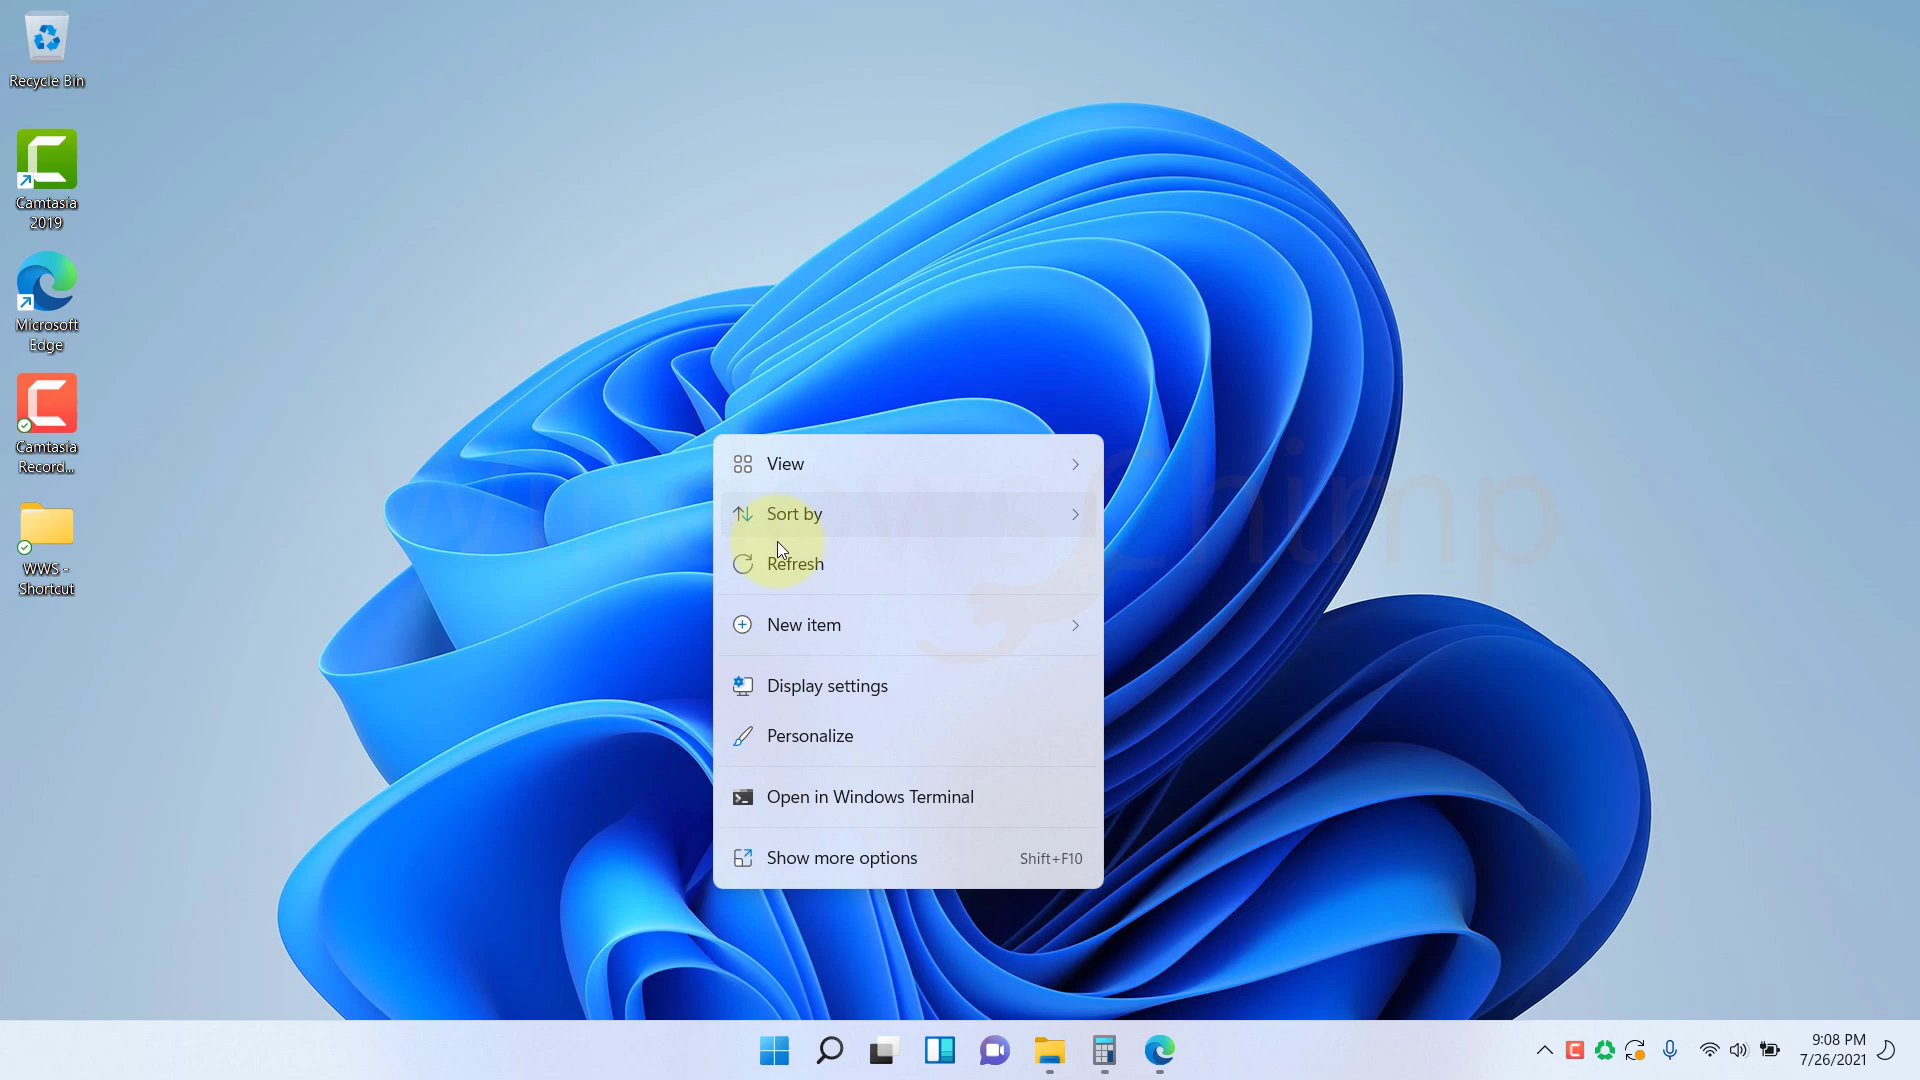 Recycle Bin
Camtasia
2019
Microsoft
Edge
Camtasia
Record...
WWS -
Shortcut
View
Sort by
Refresh
New item
Display settings
Personalize
Open in Windows Terminal
Show more options Shift+F10
WindowsChimp
9:08 PM
7/26/2021